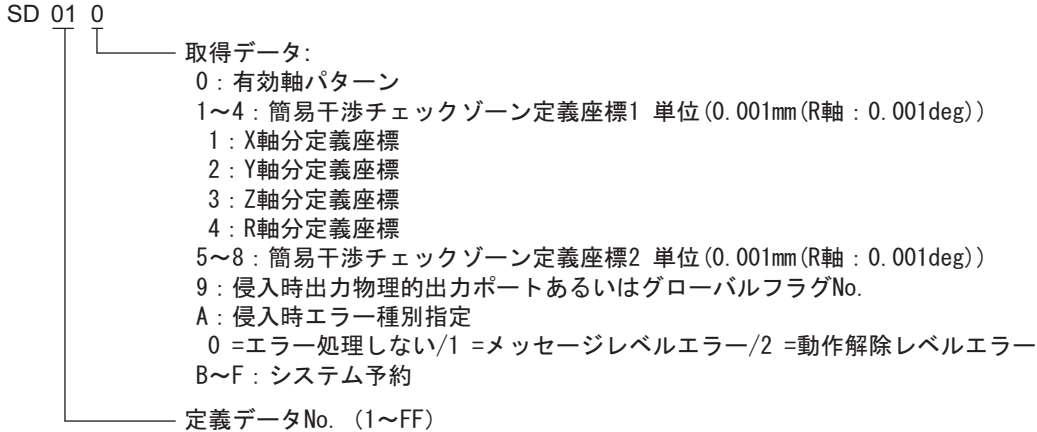 SD 01 0
取得データ:
0：有効軸パターン
1～4：簡易干渉チェックゾーン定義座標1 単位(0.001mm(R軸：0.001deg))
1：X軸分定義座標
2：Y軸分定義座標
3：Z軸分定義座標
4：R軸分定義座標
5～8：簡易干渉チェックゾーン定義座標2 単位(0.001mm(R軸：0.001deg))
9：侵入時出力物理的出力ポートあるいはグローバルフラグNo.
A：侵入時エラー種別指定
0 =エラー処理しない/1 =メッセージレベルエラー/2 =動作解除レベルエラー
B～F：システム予約
定義データNo. (1～FF)